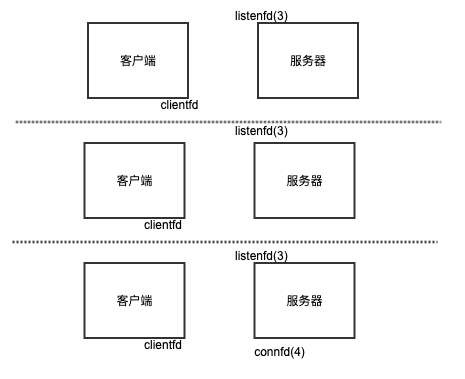 listenfd(3)
客户端
服务器
clientfd
listenfd(3)
客户端
服务器
clientfd
listenfd(3)
客户端
服务器
clientfd
connfd(4)